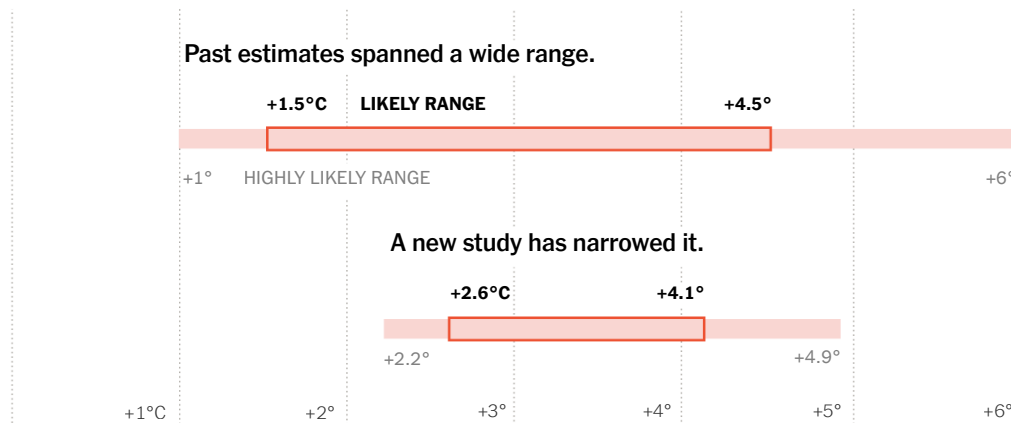 Past estimates spanned a wide range.
+1.5°C LIKELY RANGE +4.5°
+1° HIGHLY LIKELY RANGE +6°
A new study has narrowed it.
+2.6°C +4.1°
+2.2° +4.9°
+1°C +2° +3° +4° +5° +6°